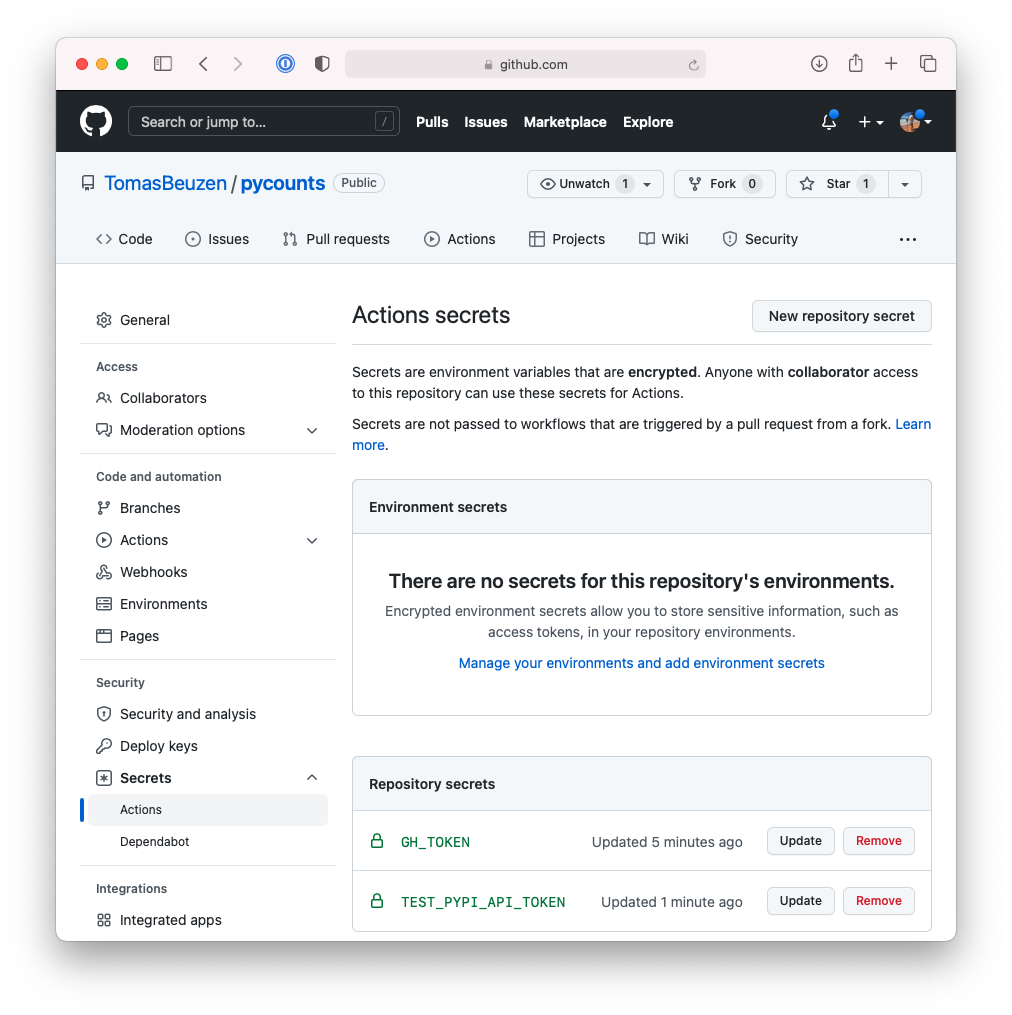 github.com
Search or jump to... /
Pulls Issues Marketplace Explore
TomasBeuzen / pycounts Public
Unwatch 1 Fork 0 Star 1
Code Issues Pull requests Actions Projects Wiki Security
General
Access
Collaborators
Moderation options
Code and automation
Branches
Actions
Webhooks
Environments
Pages
Security
Security and analysis
Deploy keys
Secrets
Actions
Dependabot
Integrations
Integrated apps
Actions secrets
New repository secret
Secrets are environment variables that are encrypted. Anyone with collaborator access
to this repository can use these secrets for Actions.
Secrets are not passed to workflows that are triggered by a pull request from a fork. Learn
more.
Environment secrets
There are no secrets for this repository's environments.
Encrypted environment secrets allow you to store sensitive information, such as
access tokens, in your repository environments.
Manage your environments and add environment secrets
Repository secrets
GH_TOKEN Updated 5 minutes ago Update Remove
TEST_PYPI_API_TOKEN Updated 1 minute ago Update Remove